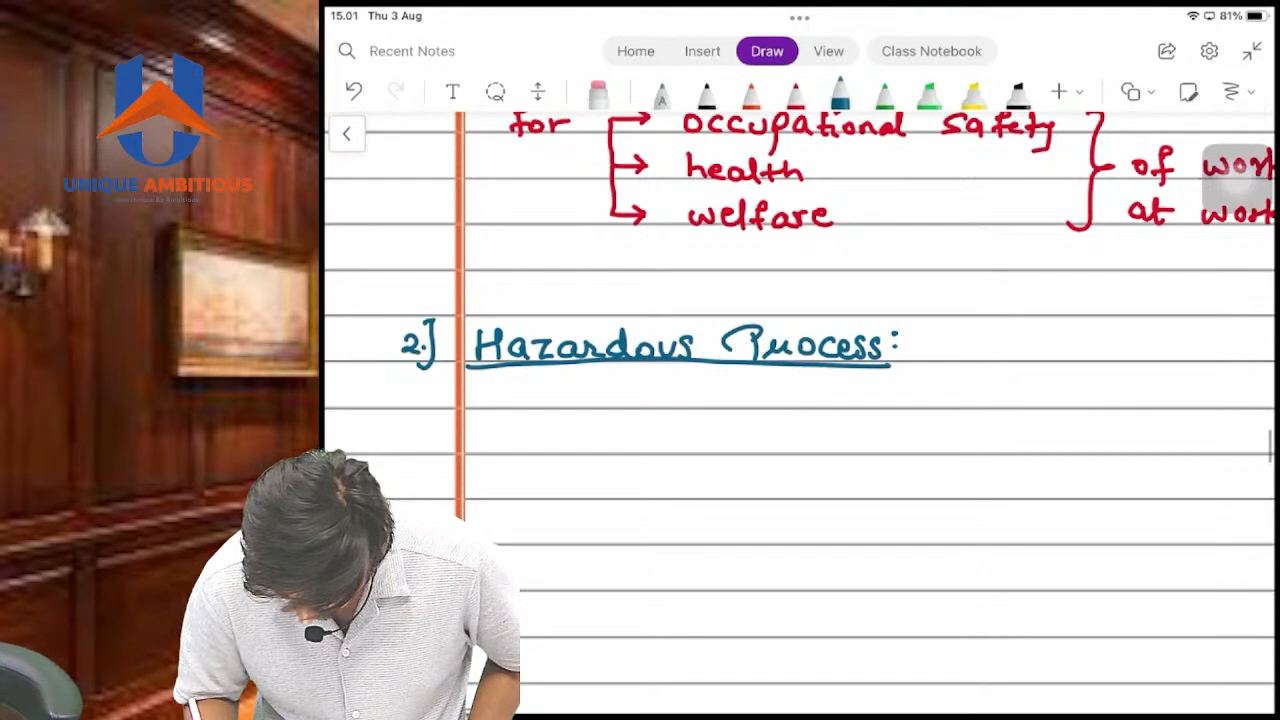 15.01 Thu 3 Aug
81%
Recent Notes
Home Insert Draw View Class Notebook
UNIQUE AMBITIOUS
for occupational safety
health
welfare
of
at
2.] Hazardous Process: